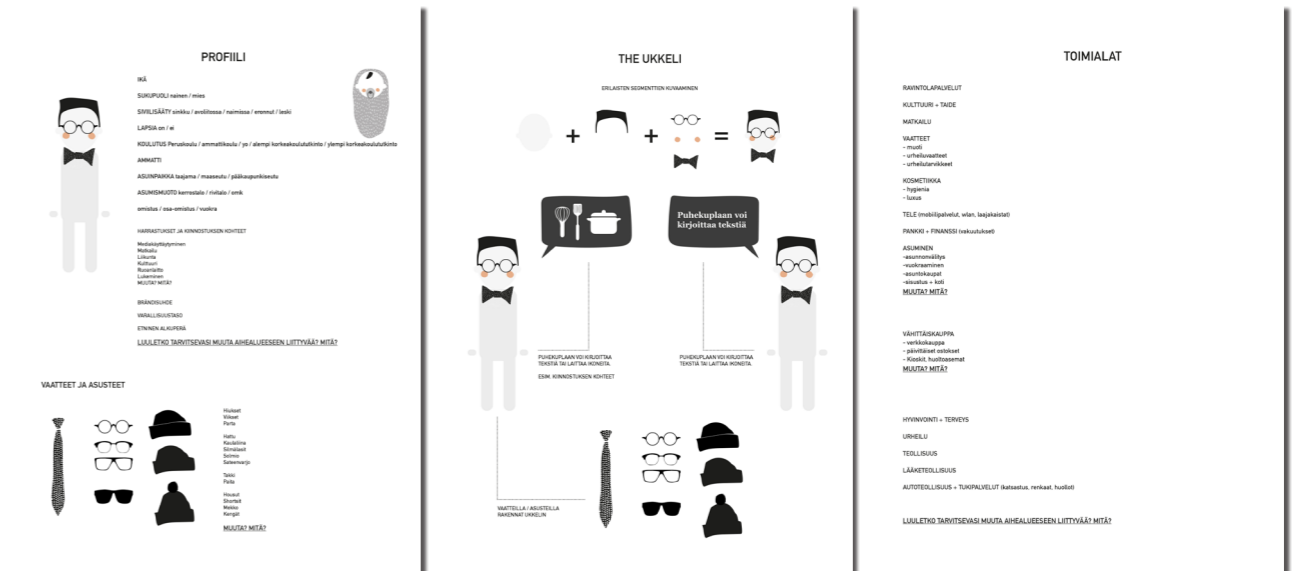 PROFIILI
IKÄ
SUKUPUOLI nainen / mies
SIVIILISÄÄTY sinkku / avoliitossa / naimissa / eronnut / leski
LAPSIA on / ei
KOULUTUS Peruskoulu / ammattikoulu / yo / alempi korkeakoulututkinto / ylempi korkeakoulututkinto
AMMATTI
ASUINPAIKKA taajama / maaseutu / pääkaupunkiseutu
ASUMISMUOTO kerrostalo / rivitalo / omk
omistus / osa-omistus / vuokra
HARRASTUKSET JA KIINNOSTUKSEN KOHTEET
Mediakäyttäytyminen
Matkailu
Liikunta
Kulttuuri
Ruoanlaitto
Lukeminen
MUUTA? MITÄ?
BRÄNDISUHDE
VARALLISUUSTASO
ETNINEN ALKUPERÄ
LUULETKO TARVITSEVASI MUUTA AIHEALUEESEEN LIITTYVÄÄ? MITÄ?
VAATTEET JA ASUSTEET
Hiukset
Viikset
Parta
Hattu
Kaulaliina
Silmälasit
Solmio
Sateenvarjo
Takki
Paita
Housut
Shortsit
Mekko
Kengät
MUUTA? MITÄ?
THE UKKELI
ERILAISTEN SEGMENTTIEN KUVAAMINEN
+ + =
Puhekuplaan voi
kirjoittaa tekstiä
PUHEKUPLAAN VOI KIRJOITTAA
TEKSTIÄ TAI LAITTAA IKONEITA.
ESIM. KIINNOSTUKSEN KOHTEET
PUHEKUPLAAN VOI KIRJOITTAA
TEKSTIÄ TAI LAITTAA IKONEITA.
VAATTEILLA / ASUSTEILLA
RAKENNAT UKKELIN
TOIMIALAT
RAVINTOLAPALVELUT
KULTTUURI + TAIDE
MATKAILU
VAATTEET
- muoti
- urheiluvaatteet
- urheilutarvikkeet
KOSMETIIKKA
- hygienia
- luxus
TELE (mobiilipalvelut, wlan, laajakaistat)
PANKKI + FINANSSI (vakuutukset)
ASUMINEN
-asunnonvälitys
-vuokraaminen
-asuntokaupat
-sisustus + koti
MUUTA? MITÄ?
VÄHITTÄISKAUPPA
- verkkokauppa
- päivittäiset ostokset
- Kioskit, huoltoasemat
MUUTA? MITÄ?
HYVINVOINTI + TERVEYS
URHEILU
TEOLLISUUS
LÄÄKETEOLLISUUS
AUTOTEOLLISUUS + TUKIPALVELUT (katsastus, renkaat, huollot)
LUULETKO TARVITSEVASI MUUTA AIHEALUEESEEN LIITTYVÄÄ? MITÄ?